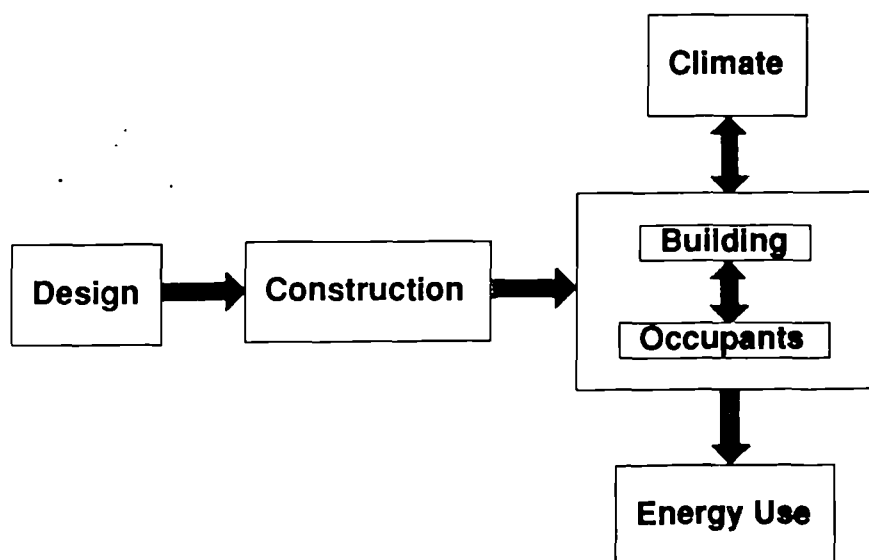 Climate
Building
Design
Construction
Occupants
Energy Use